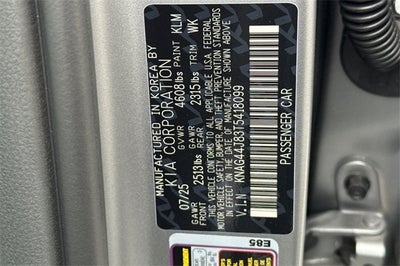 MANUFACTURED IN KOREA BY
KIA CORPORATION
07/25 GVWR 4608lbs PAINT KLM
GAWR FRONT 2513lbs GAWR REAR 2315lbs TRIM WK
THIS VEHICLE CONFORMS TO ALL APPLICABLE U.S.A. FEDERAL
MOTOR VEHICLE SAFETY, BUMPER, AND THEFT PREVENTION STANDARDS
IN EFFECT ON THE DATE OF MANUFACTURE SHOWN ABOVE.
V.I.N : KNAG44J83T5418099
PASSENGER CAR
E85